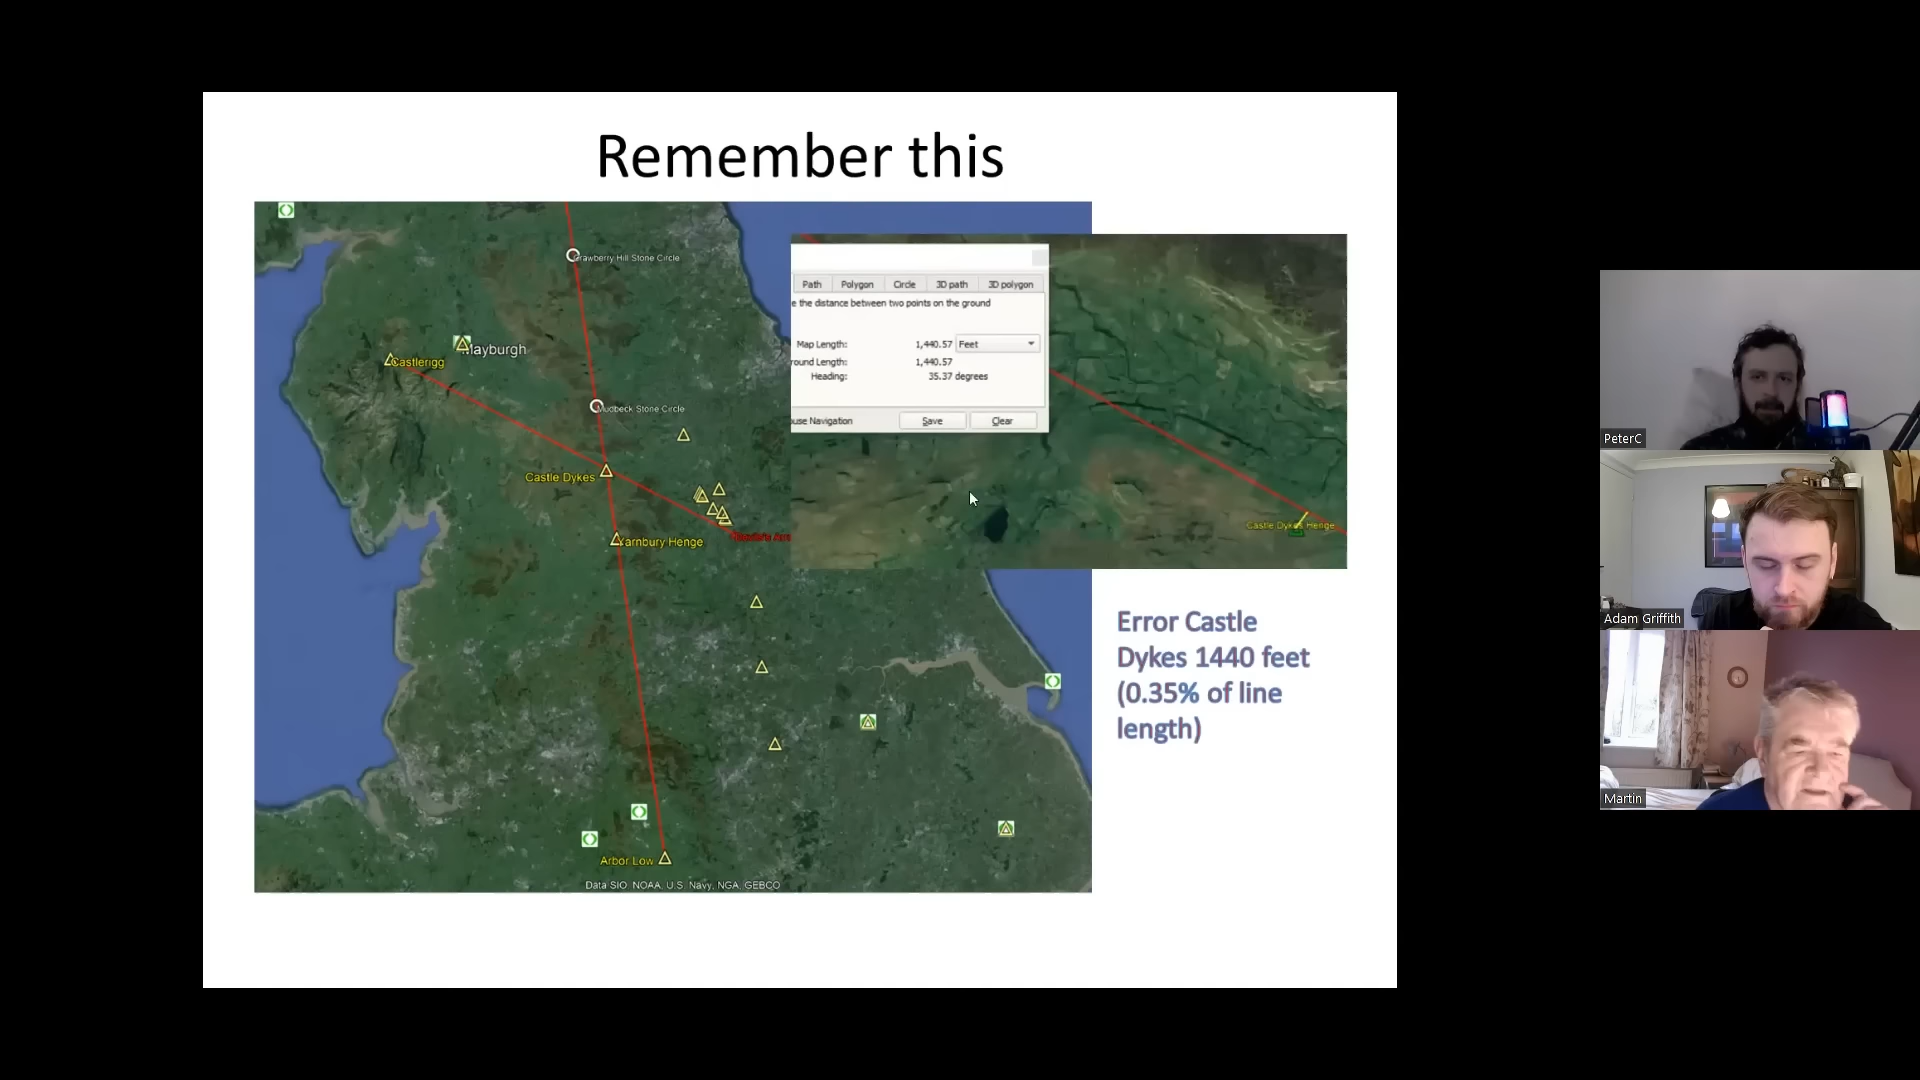 Remember this
Crawberry Hill Stone Circle
Mayburgh
Castlerigg
Mudbeck Stone Circle
Castle Dykes
Yarnbury Henge
Arbor Low
Data SIO, NOAA, U.S. Navy, NGA, GEBCO
Path Polygon Circle 3D path 3D polygon
e the distance between two points on the ground
Map Length: 1,440.57 Feet
round Length: 1,440.57
Heading: 35.37 degrees
use Navigation Save Clear
Castle Dykes Henge
Error Castle
Dykes 1440 feet
(0.35% of line
length)
PeterC
Adam Griffith
Martin